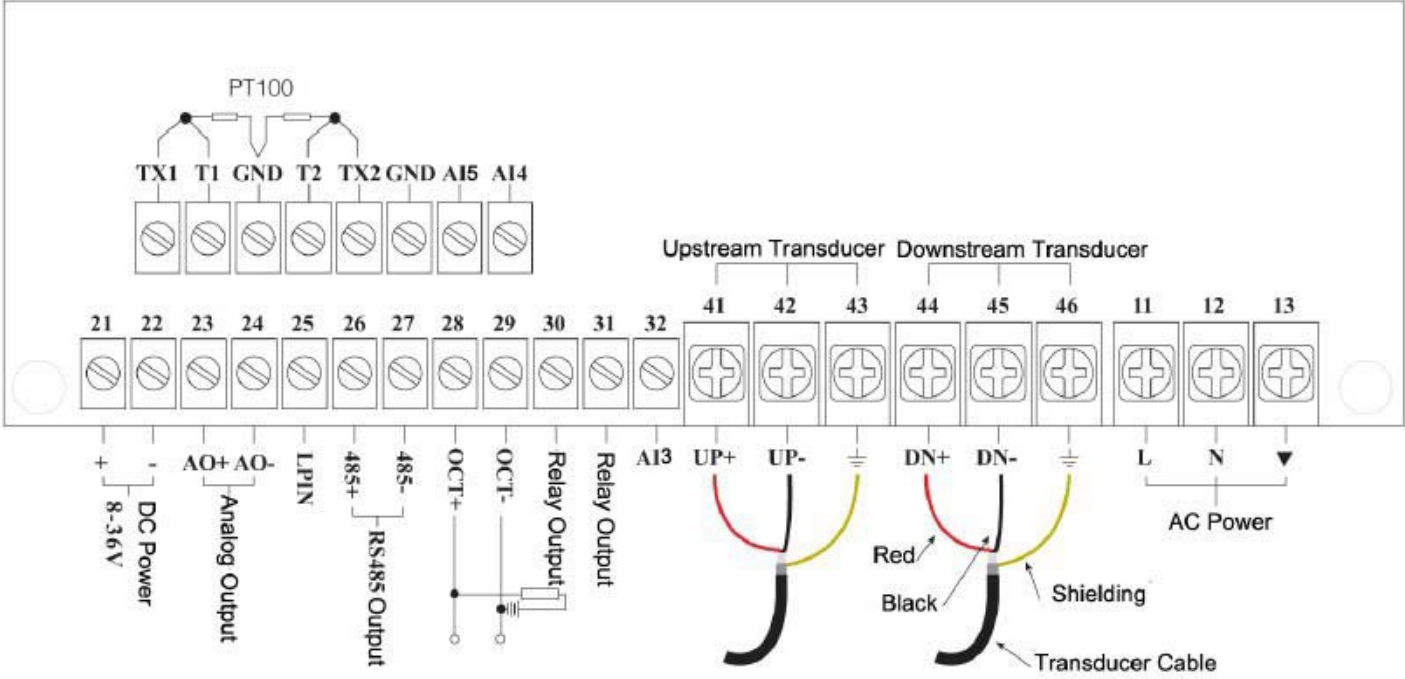 PT100
TX1 T1 GND T2 TX2 GND AI5 AI4
Upstream Transducer Downstream Transducer
21 22 23 24 25 26 27 28 29 30 31 32 41 42 43 44 45 46 11 12 13
+ - AO+ AO- LPIN 485+ 485- OCT+ OCT- Relay Output Relay Output AI3 UP+ UP- DN+ DN- L N
DC Power
8-36V
Analog Output
RS485 Output
AC Power
Red
Black
Shielding
Transducer Cable